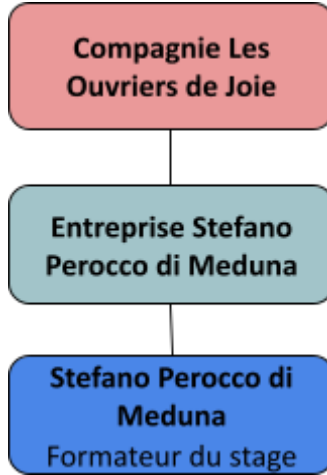 Compagnie Les
Ouvriers de Joie
Entreprise Stefano
Perocco di Meduna
Stefano Perocco di
Meduna
Formateur du stage